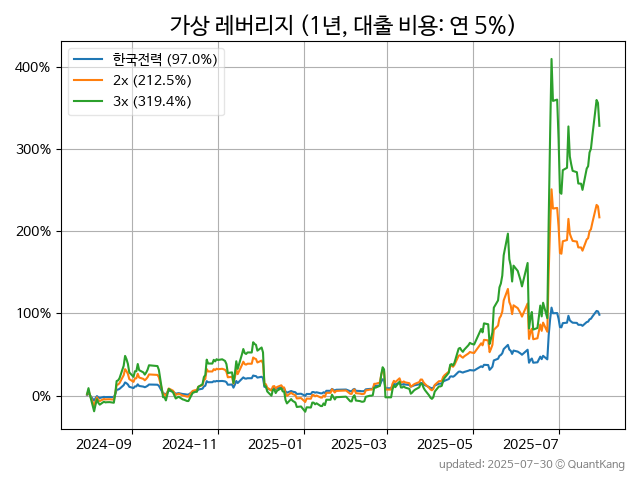 가상 레버리지 (1년, 대출 비용: 연 5%)
한국전력 (97.0%)
2x (212.5%)
3x (319.4%)
400%
300%
200%
100%
0%
2024-09 2024-11 2025-01 2025-03 2025-05 2025-07
updated: 2025-07-30 © QuantKang